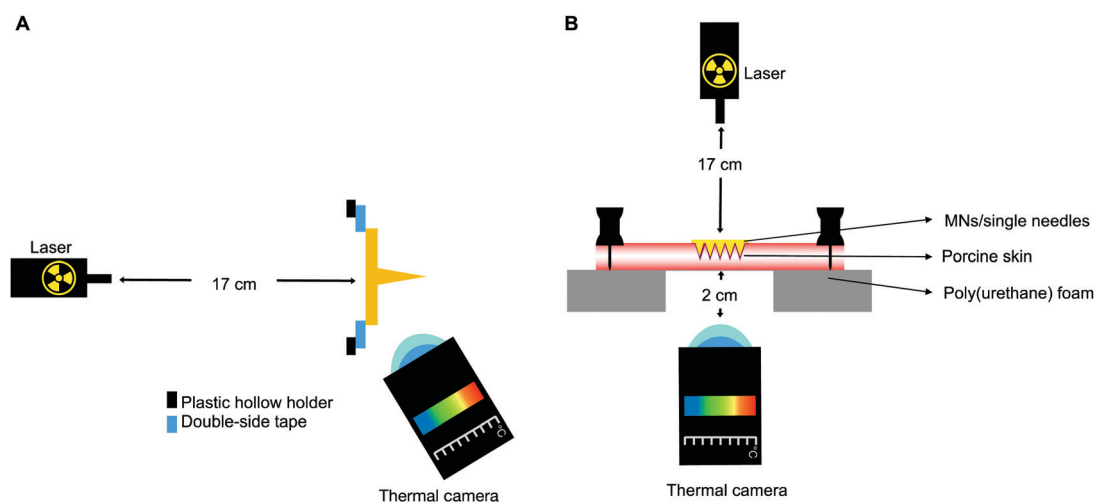 A
Laser
17 cm
Plastic hollow holder
Double-side tape
°C
Thermal camera
B
Laser
17 cm
MNs/single needles
Porcine skin
Poly(urethane) foam
2 cm
°C
Thermal camera